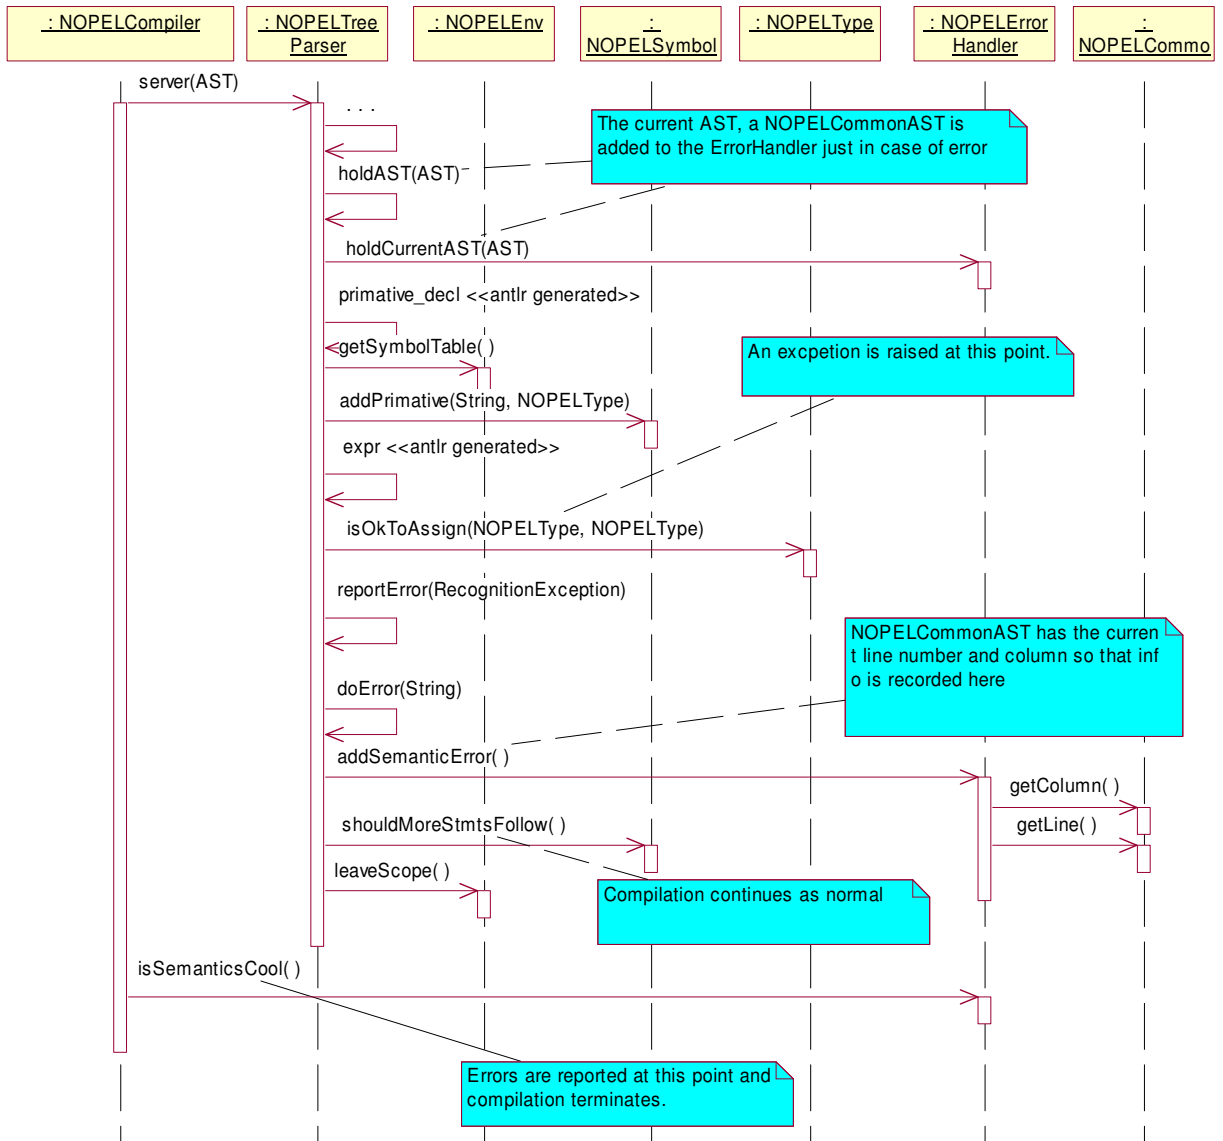 : NOPELCompiler
: NOPELTree
Parser
: NOPELEnv
:
NOPELSymbol
: NOPELType
: NOPELError
Handler
:
NOPELCommo
server(AST)
. . .
The current AST, a NOPELCommonAST is
added to the ErrorHandler just in case of error
holdAST(AST)
holdCurrentAST(AST)
primative_decl <<antlr generated>>
getSymbolTable( )
An excpetion is raised at this point.
addPrimative(String, NOPELType)
expr <<antlr generated>>
isOkToAssign(NOPELType, NOPELType)
reportError(RecognitionException)
NOPELCommonAST has the curren
t line number and column so that inf
o is recorded here
doError(String)
addSemanticError( )
getColumn( )
shouldMoreStmtsFollow( )
getLine( )
leaveScope( )
Compilation continues as normal
isSemanticsCool( )
Errors are reported at this point and
compilation terminates.